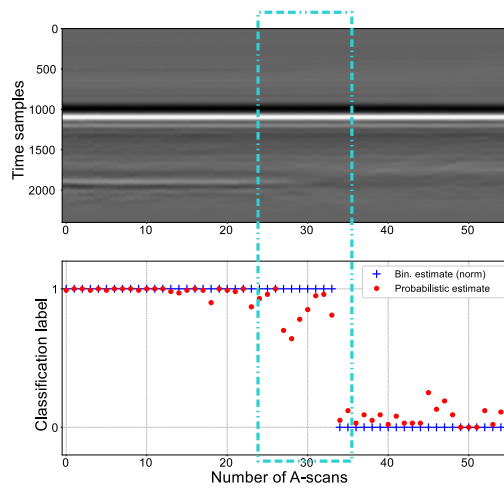 0
500
1000
1500
2000
Time samples
0 10 20 30 40 50
1
0
Classification label
Bin. estimate (norm)
Probabilistic estimate
0 10 20 30 40 50
Number of A-scans